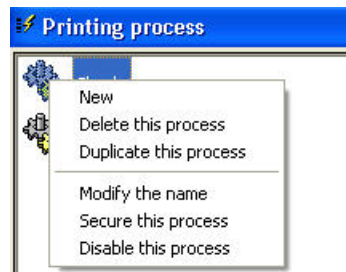 Printing process
New
Delete this process
Duplicate this process
Modify the name
Secure this process
Disable this process